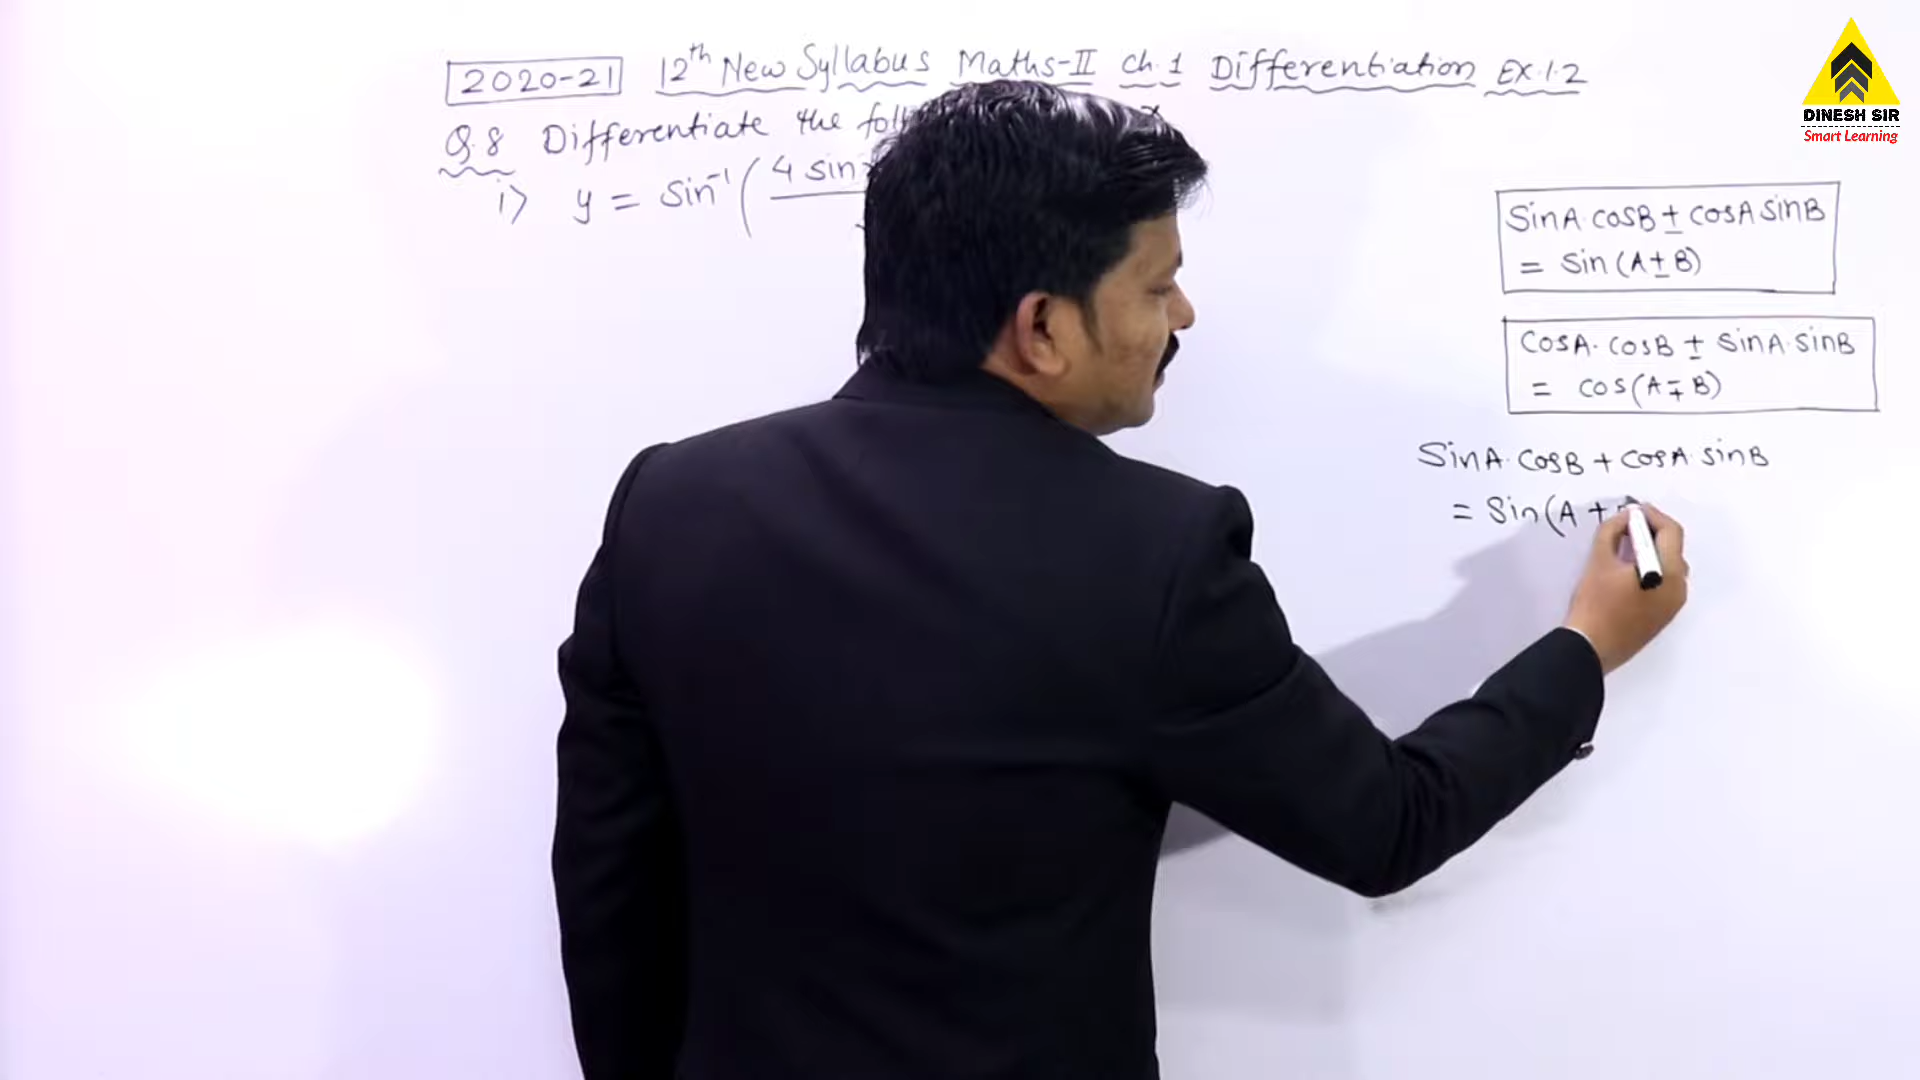 2020-21 12th New Syllabus Maths-II ch.1 Differentiation Ex.1.2
Q.8 Differentiate the
i) y = sin⁻¹ ( 4 sin
SinA·cosB ± cosA sinB
= sin (A ± B)
cosA· cosB ± sinA·sinB
= cos(A ∓ B)
SinA· cosB + cosA· sinB
= Sin(A +
DINESH SIR
Smart Learning